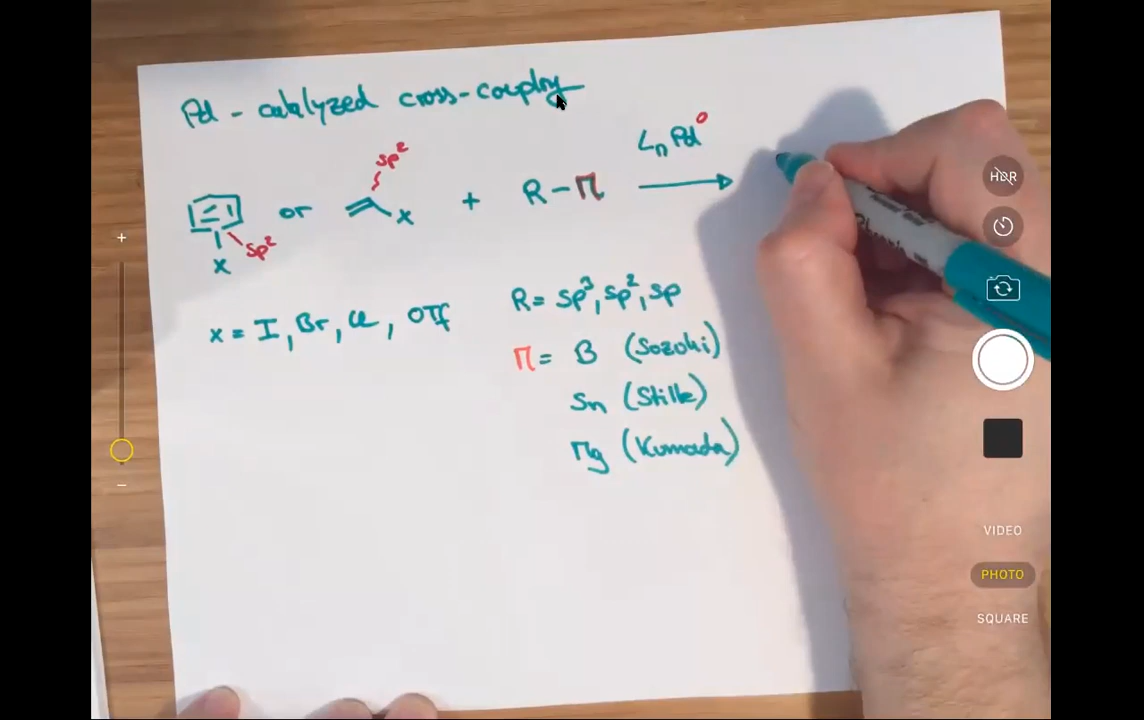 Pd - catalyzed cross-coupling
or
sp²
x
+
R-M
LnPd⁰
sp²
x
x = I, Br, Cl, OTf
R = sp³, sp², sp
M = B (Suzuki)
Sn (Stille)
Mg (Kumada)
HDR
+
-
VIDEO
PHOTO
SQUARE